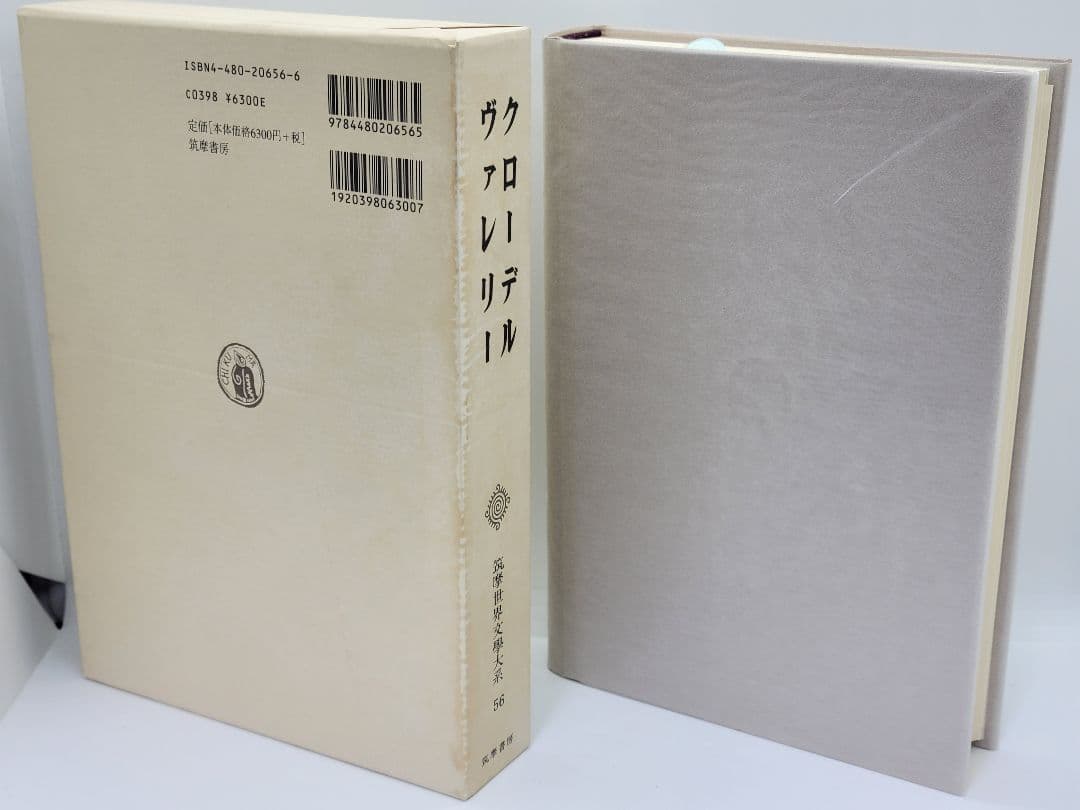 ISBN4-480-20656-6
C0398 ¥6300E
定価[本体価格6300円+税]
筑摩書房
9784480206565
1920398063007
CHIKUMA
クローデル
ヴァレリー
筑摩世界文學大系 56
筑摩書房